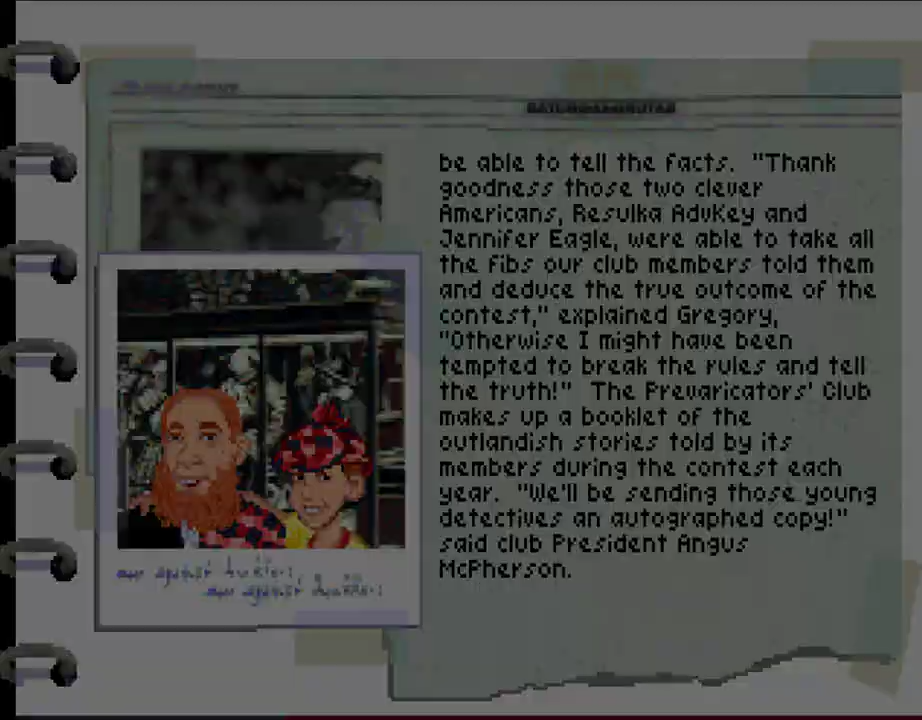 be able to tell the facts. "Thank
goodness those two clever
Americans, Resulka AdvKey and
Jennifer Eagle, were able to take all
the fibs our club members told them
and deduce the true outcome of the
contest," explained Gregory,
"Otherwise I might have been
tempted to break the rules and tell
the truth!" The Prevaricators' Club
makes up a booklet of the
outlandish stories told by its
members during the contest each
year. "We'll be sending those young
detectives an autographed copy!"
said club President Angus
McPherson.